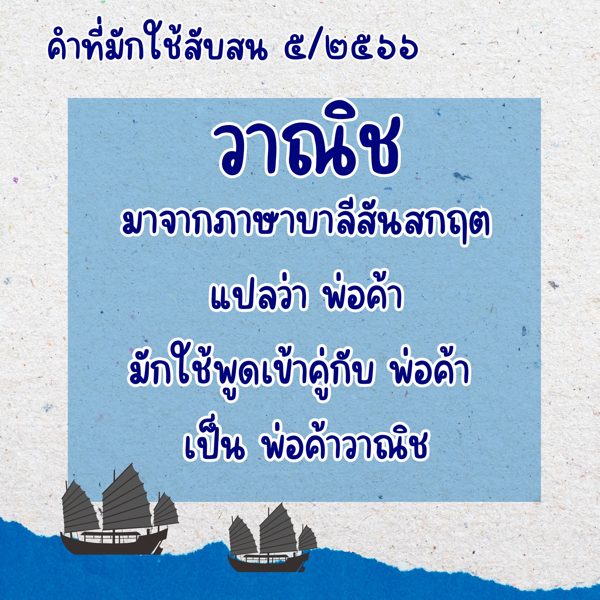 คำที่มักใช้สับสน ๕/๒๕๖๖
วาณิช
มาจากภาษาบาลีสันสกฤต
แปลว่า พ่อค้า
มักใช้พูดเข้าคู่กับ พ่อค้า
เป็น พ่อค้าวาณิช